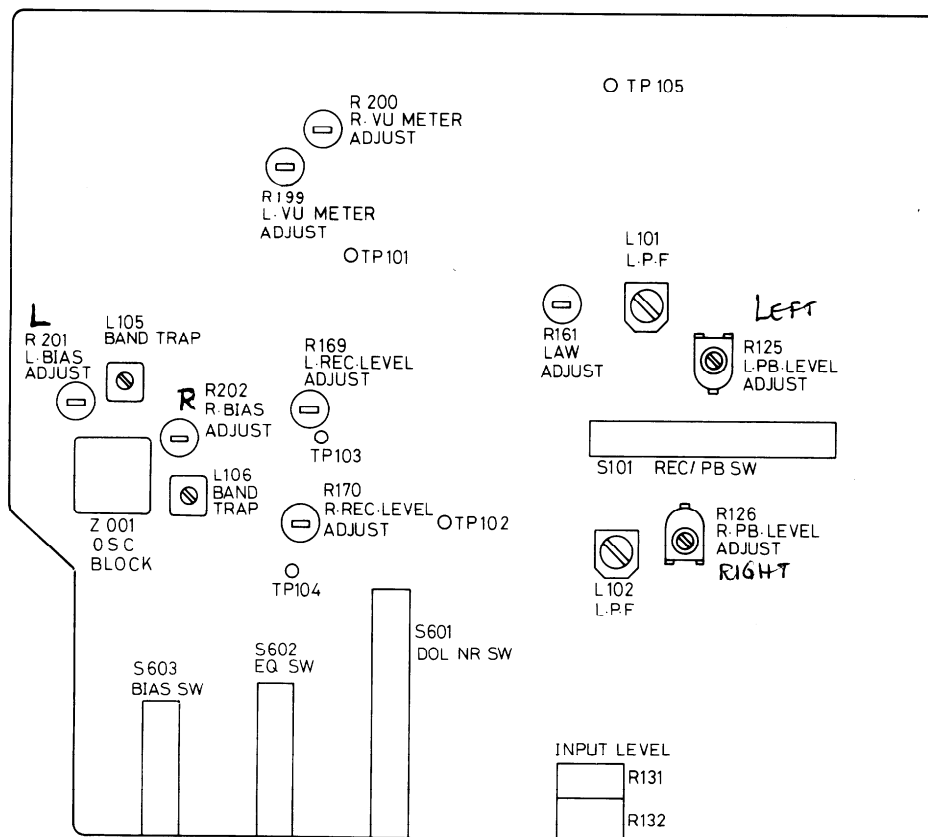 TP105
R 200
R. VU METER
ADJUST
R199
L. VU METER
ADJUST
TP101
L101
L.P.F
R161
LAW
ADJUST
LEFT
R125
L.PB.LEVEL
ADJUST
L
R 201
L.BIAS
ADJUST
L105
BAND TRAP
R
R202
R.BIAS
ADJUST
R169
L.REC.LEVEL
ADJUST
TP103
S101 REC/PB SW
Z 001
OSC
BLOCK
L106
BAND
TRAP
R170
R.REC.LEVEL
ADJUST
TP102
TP104
L102
L.P.F
R126
R.PB.LEVEL
ADJUST
RIGHT
S603
BIAS SW
S602
EQ SW
S601
DOL NR SW
INPUT LEVEL
R131
R132